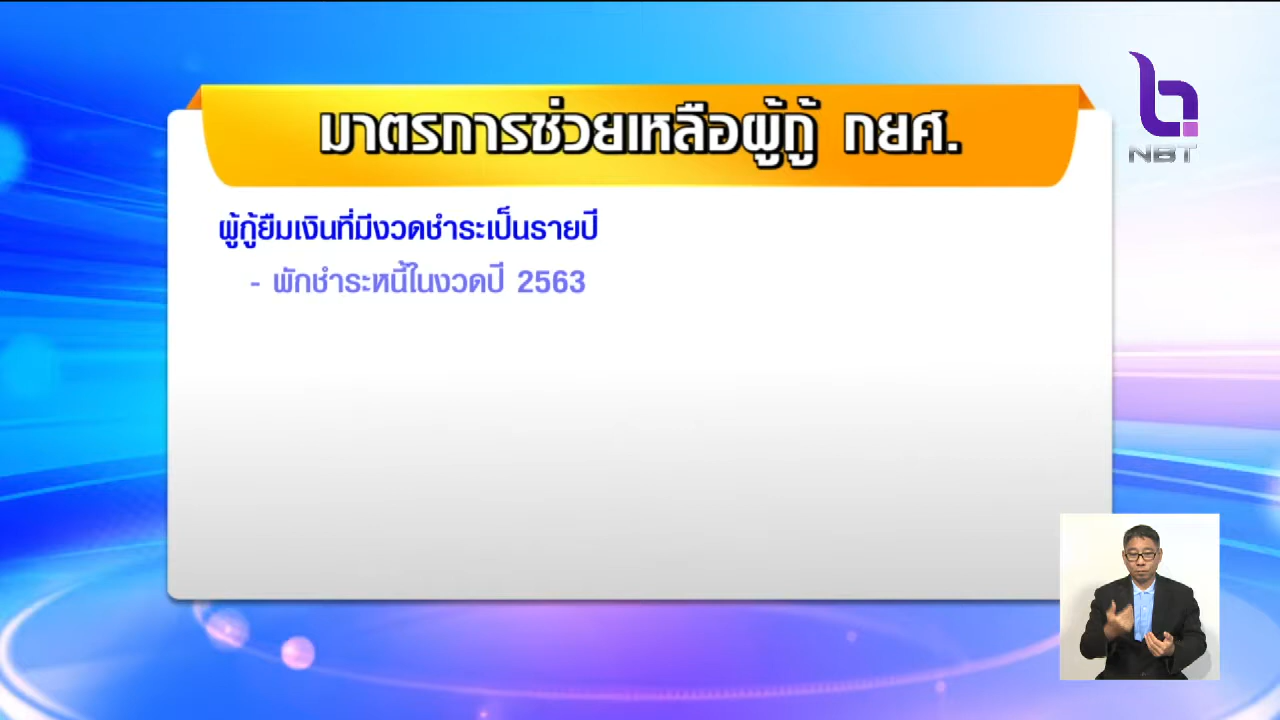 มาตรการช่วยเหลือผู้กู้ กยศ.
NBT
ผู้กู้ยืมเงินที่มีงวดชำระเป็นรายปี
- พักชำระหนี้ในงวดปี 2563